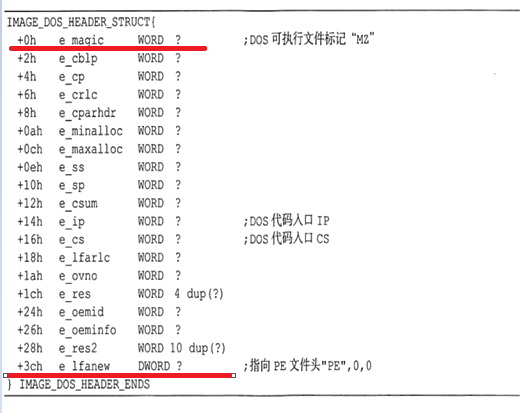 IMAGE_DOS_HEADER_STRUCT{
+0h e_magic WORD ? ;DOS 可执行文件标记“MZ”
+2h e_cblp WORD ?
+4h e_cp WORD ?
+6h e_crlc WORD ?
+8h e_cparhdr WORD ?
+0ah e_minalloc WORD ?
+0ch e_maxalloc WORD ?
+0eh e_ss WORD ?
+10h e_sp WORD ?
+12h e_csum WORD ?
+14h e_ip WORD ? ;DOS 代码入口 IP
+16h e_cs WORD ? ;DOS 代码入口 CS
+18h e_lfarlc WORD ?
+1ah e_ovno WORD ?
+1ch e_res WORD 4 dup(?)
+24h e_oemid WORD ?
+26h e_oeminfo WORD ?
+28h e_res2 WORD 10 dup(?)
+3ch e_lfanew DWORD ? ;指向 PE 文件头"PE",0,0
} IMAGE_DOS_HEADER_ENDS